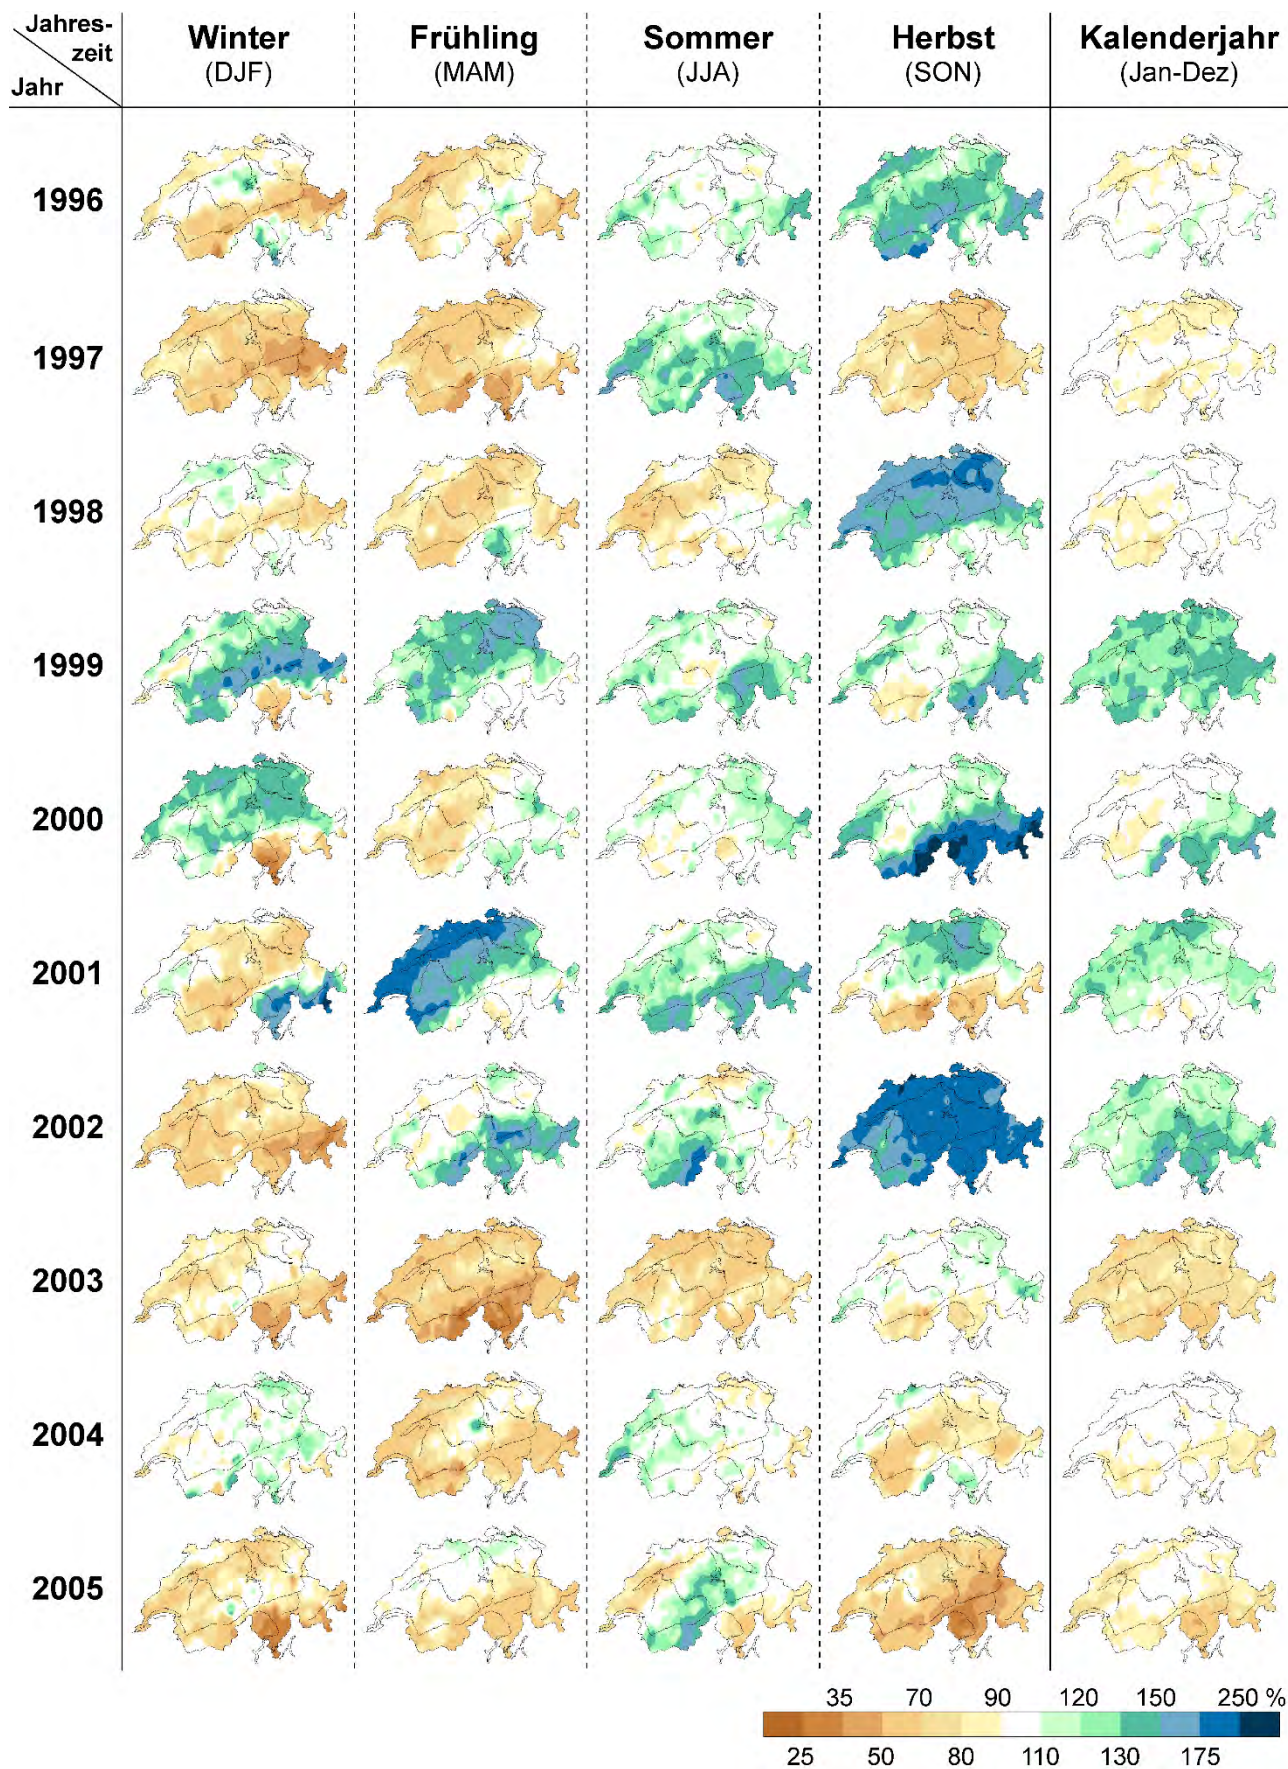 Jahres-
zeit
Jahr
Winter
(DJF)
Frühling
(MAM)
Sommer
(JJA)
Herbst
(SON)
Kalenderjahr
(Jan-Dez)
1996
1997
1998
1999
2000
2001
2002
2003
2004
2005
35 70 90 120 150 250 %
25 50 80 110 130 175